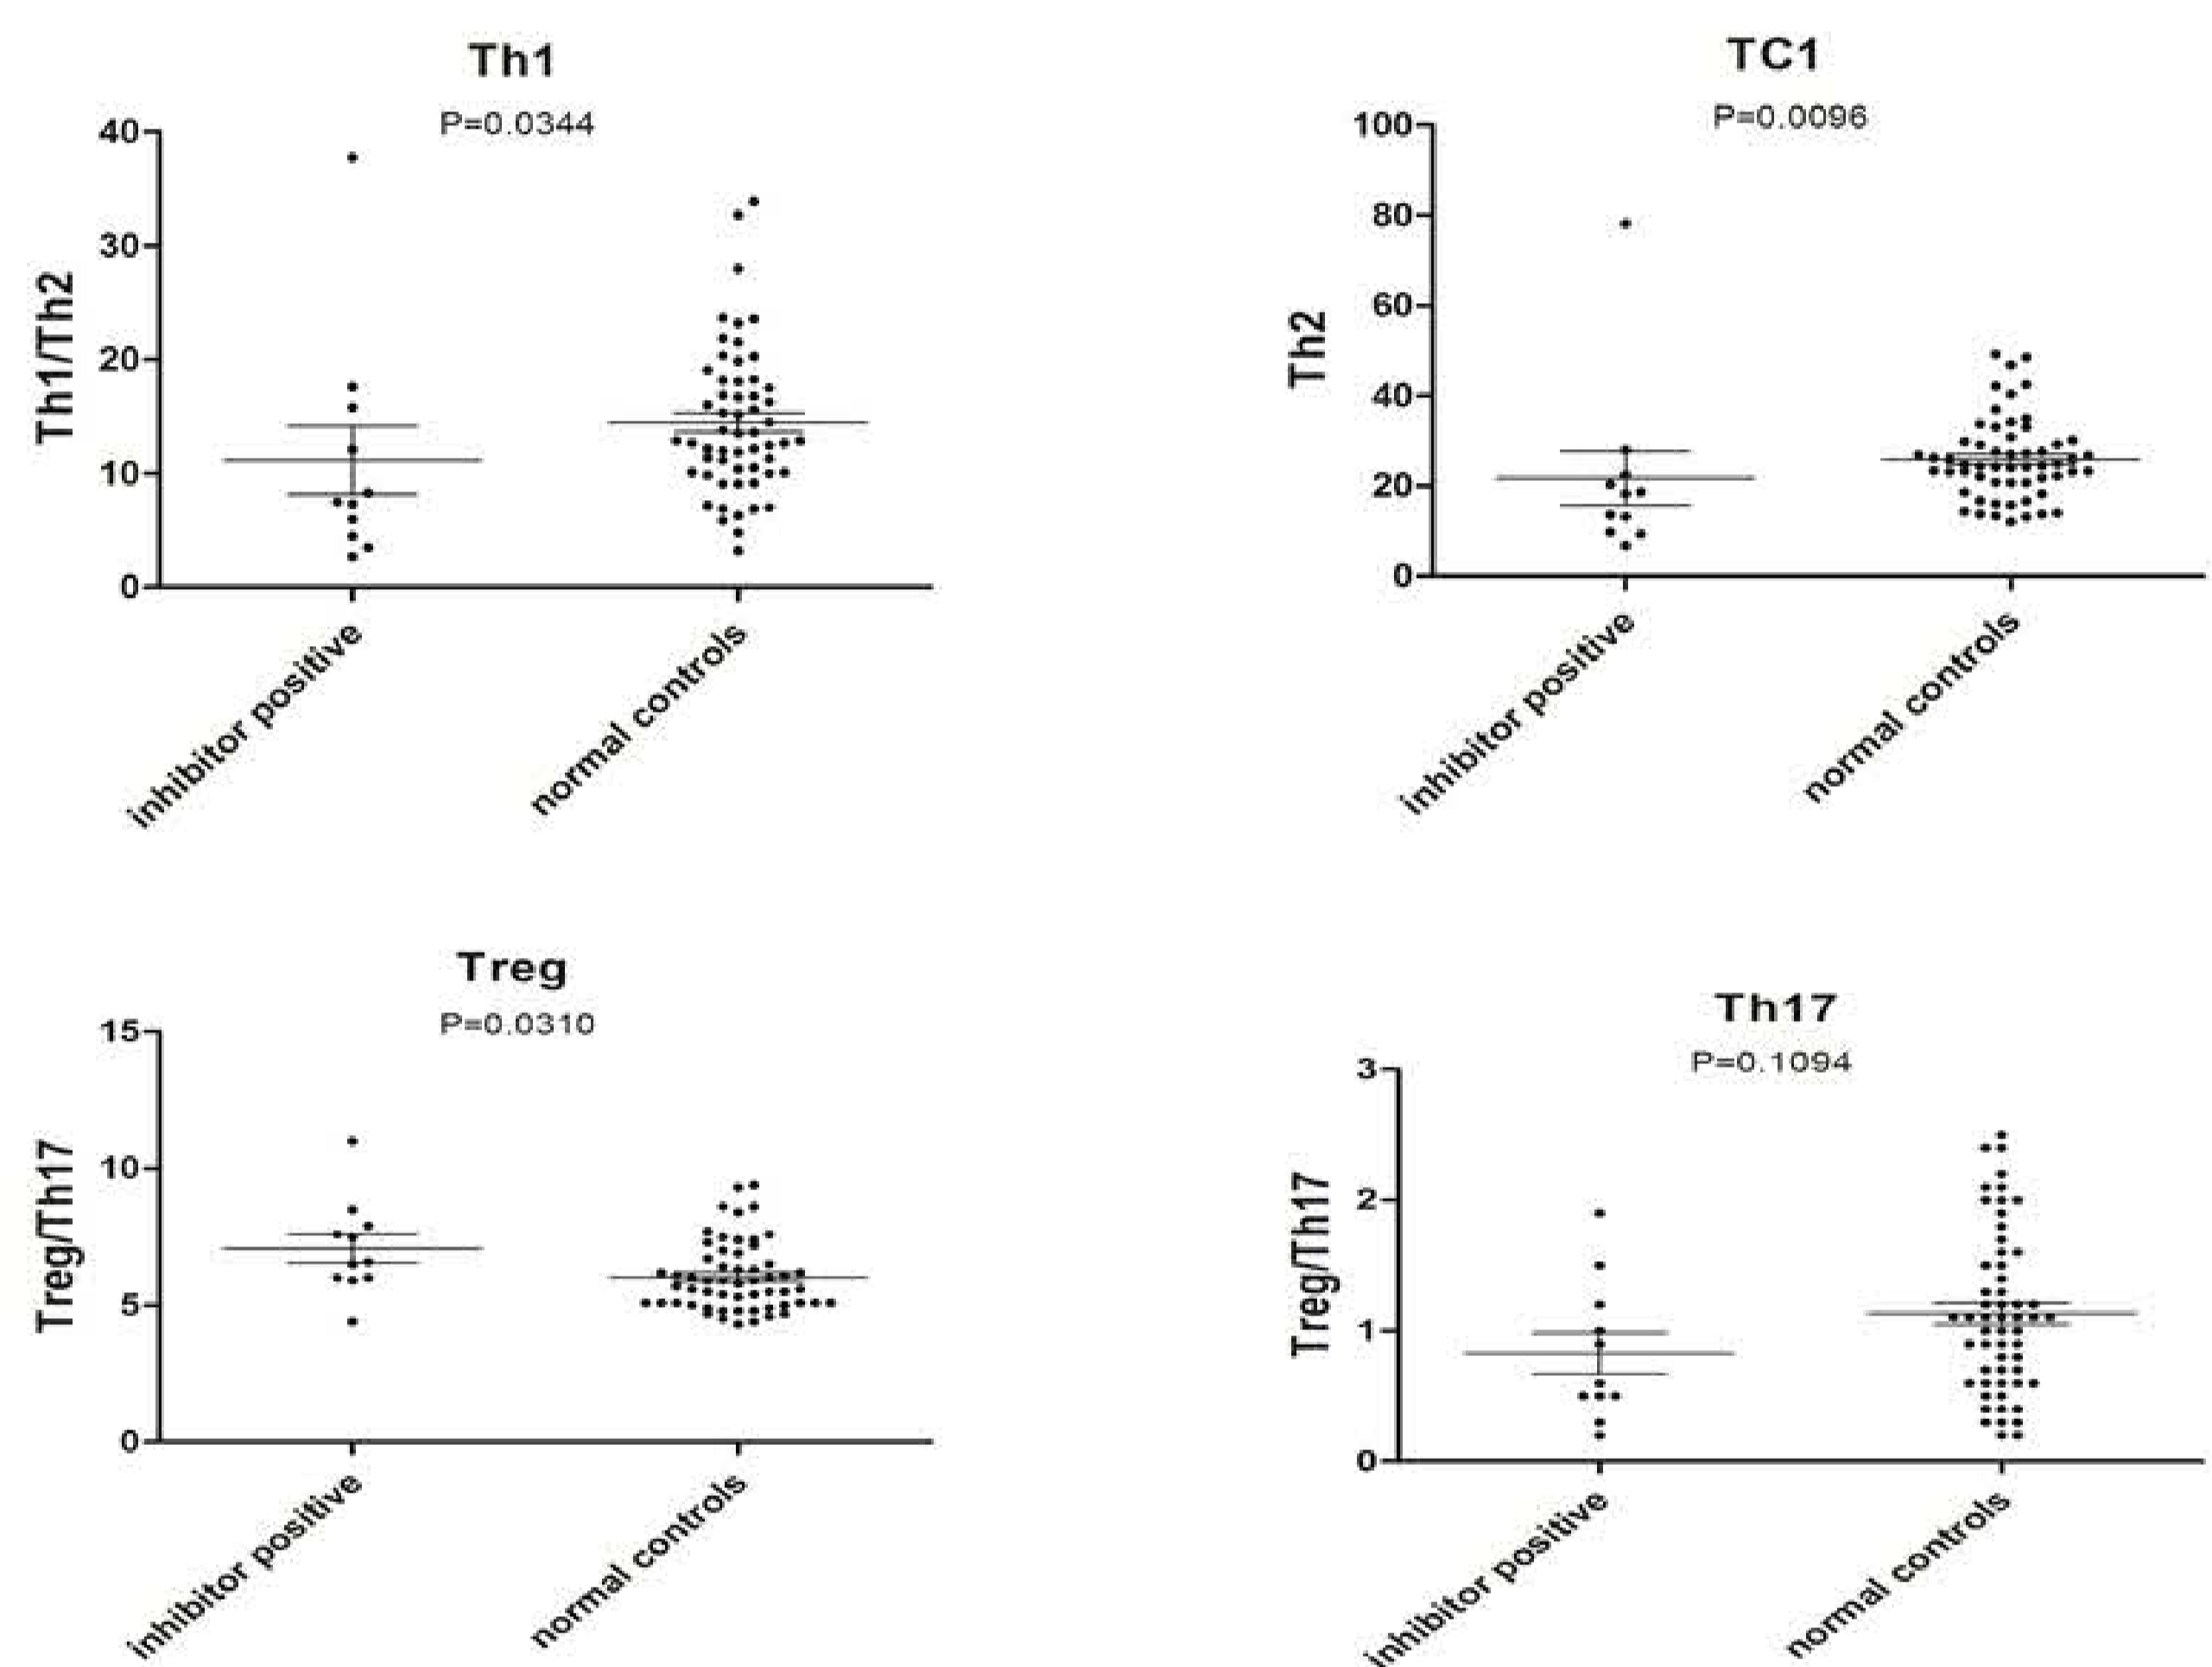 Th1
P=0.0344
Th1/Th2
40
30
20
10
0
inhibitor positive
normal controls
TC1
P=0.0096
Th2
100
80
60
40
20
0
inhibitor positive
normal controls
Treg
P=0.0310
Treg/Th17
15
10
5
0
inhibitor positive
normal controls
Th17
P=0.1094
Treg/Th17
3
2
1
0
inhibitor positive
normal controls